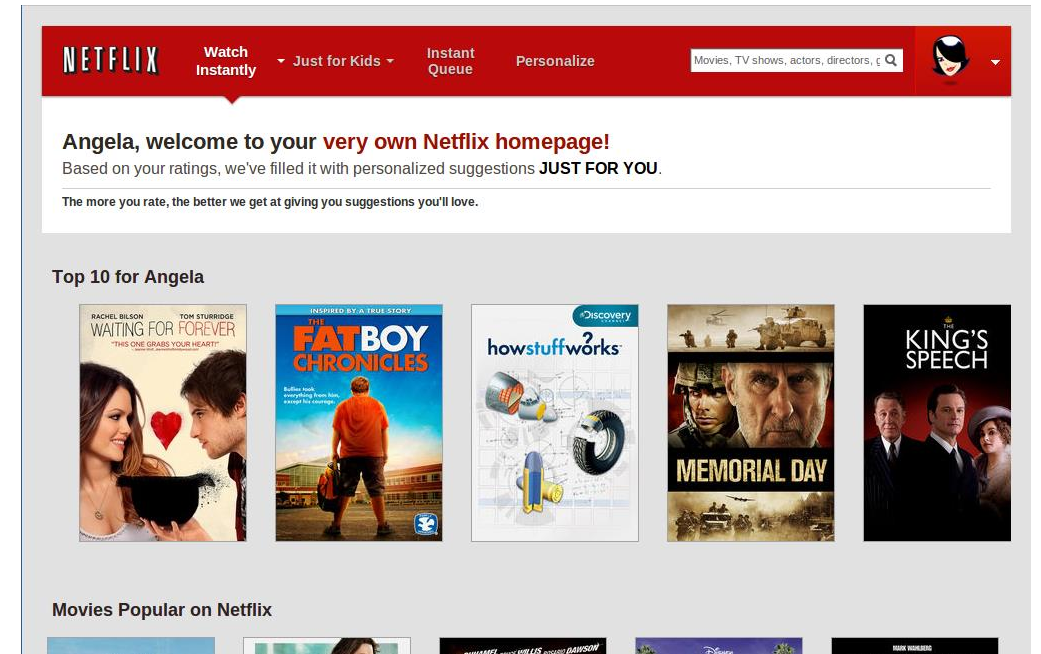 NETFLIX
Watch
Instantly
Just for Kids
Instant
Queue
Personalize
Movies, TV shows, actors, directors, g
Angela, welcome to your very own Netflix homepage!
Based on your ratings, we've filled it with personalized suggestions JUST FOR YOU.
The more you rate, the better we get at giving you suggestions you'll love.
Top 10 for Angela
RACHEL BILSON TOM STURRIDGE
WAITING FOR FOREVER
"THIS ONE GRABS YOUR HEART!"
INSPIRED BY A TRUE STORY
THE
FATBOY
CHRONICLES
Bullies took
everything from him,
except his courage.
Discovery
CHANNEL
howstuffworks
MEMORIAL DAY
THE
KING'S
SPEECH
Movies Popular on Netflix
WILLIS ROSARIO DAWSON
Disney
MARK WAHLBERG